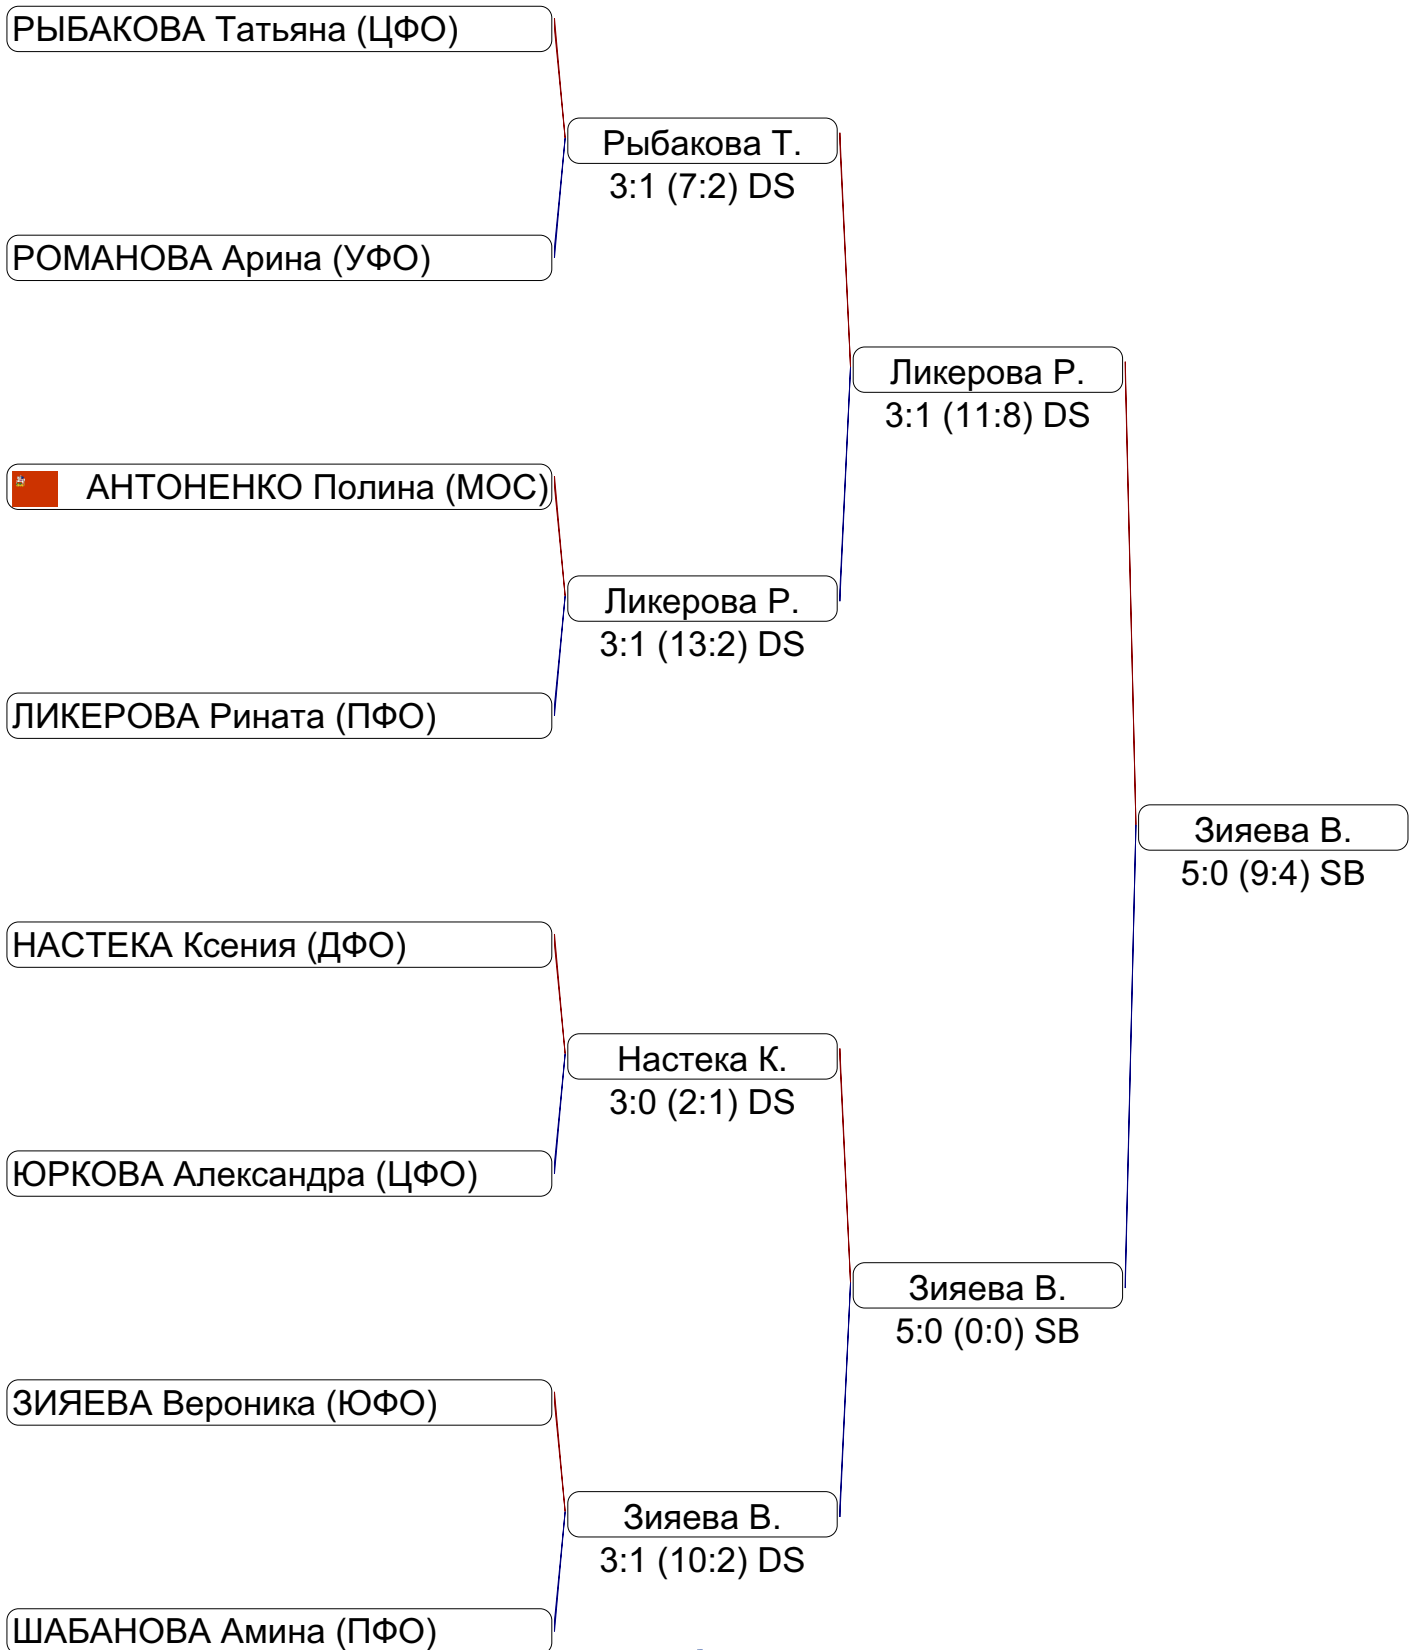 РЫБАКОВА Татьяна (ЦФО)
Рыбакова Т.
3:1 (7:2) DS
РОМАНОВА Арина (УФО)
Ликерова Р.
3:1 (11:8) DS
АНТОНЕНКО Полина (МОС)
Ликерова Р.
3:1 (13:2) DS
ЛИКЕРОВА Рината (ПФО)
Зияева В.
5:0 (9:4) SB
НАСТЕКА Ксения (ДФО)
Настека К.
3:0 (2:1) DS
ЮРКОВА Александра (ЦФО)
Зияева В.
5:0 (0:0) SB
ЗИЯЕВА Вероника (ЮФО)
Зияева В.
3:1 (10:2) DS
ШАБАНОВА Амина (ПФО)